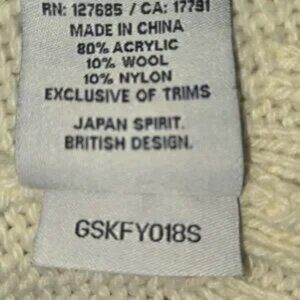 RN: 127685 / CA: 17791
MADE IN CHINA
80% ACRYLIC
10% WOOL
10% NYLON
EXCLUSIVE OF TRIMS
JAPAN SPIRIT.
BRITISH DESIGN.
GSKFY018S